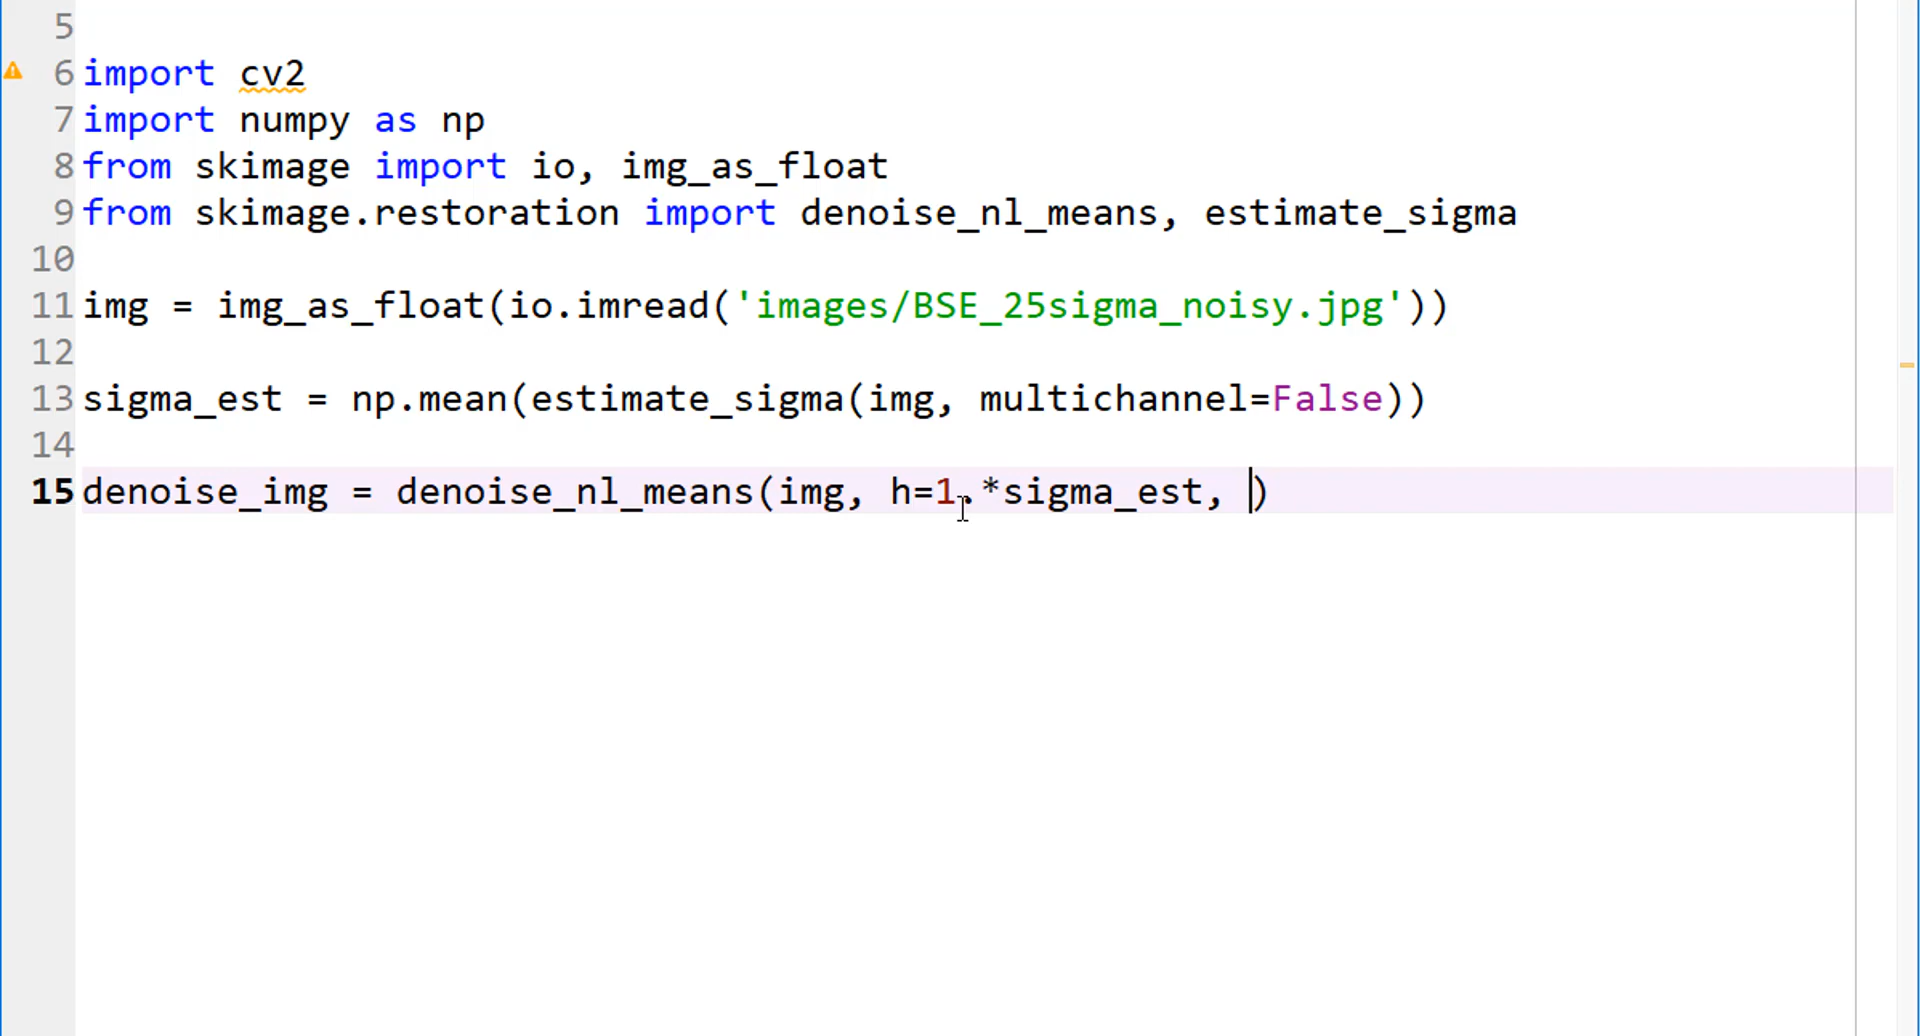 5
6 import cv2
7 import numpy as np
8 from skimage import io, img_as_float
9 from skimage.restoration import denoise_nl_means, estimate_sigma
10
11 img = img_as_float(io.imread('images/BSE_25sigma_noisy.jpg'))
12
13 sigma_est = np.mean(estimate_sigma(img, multichannel=False))
14
15 denoise_img = denoise_nl_means(img, h=1.*sigma_est, )